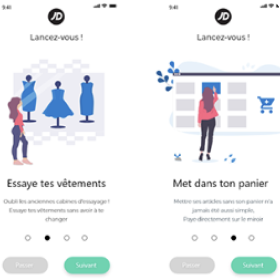 9:41
JD
Lancez-vous !
Essaye tes vêtements
Oubli les anciennes cabines d'essayage !
Essaye tes vêtements sans avoir à te
changer
Passer
Suivant
9:41
JD
Lancez-vous !
Met dans ton panier
Mettre ses articles dans son panier n'a
jamais été aussi simple.
Paye directement sur le miroir
Passer
Suivant